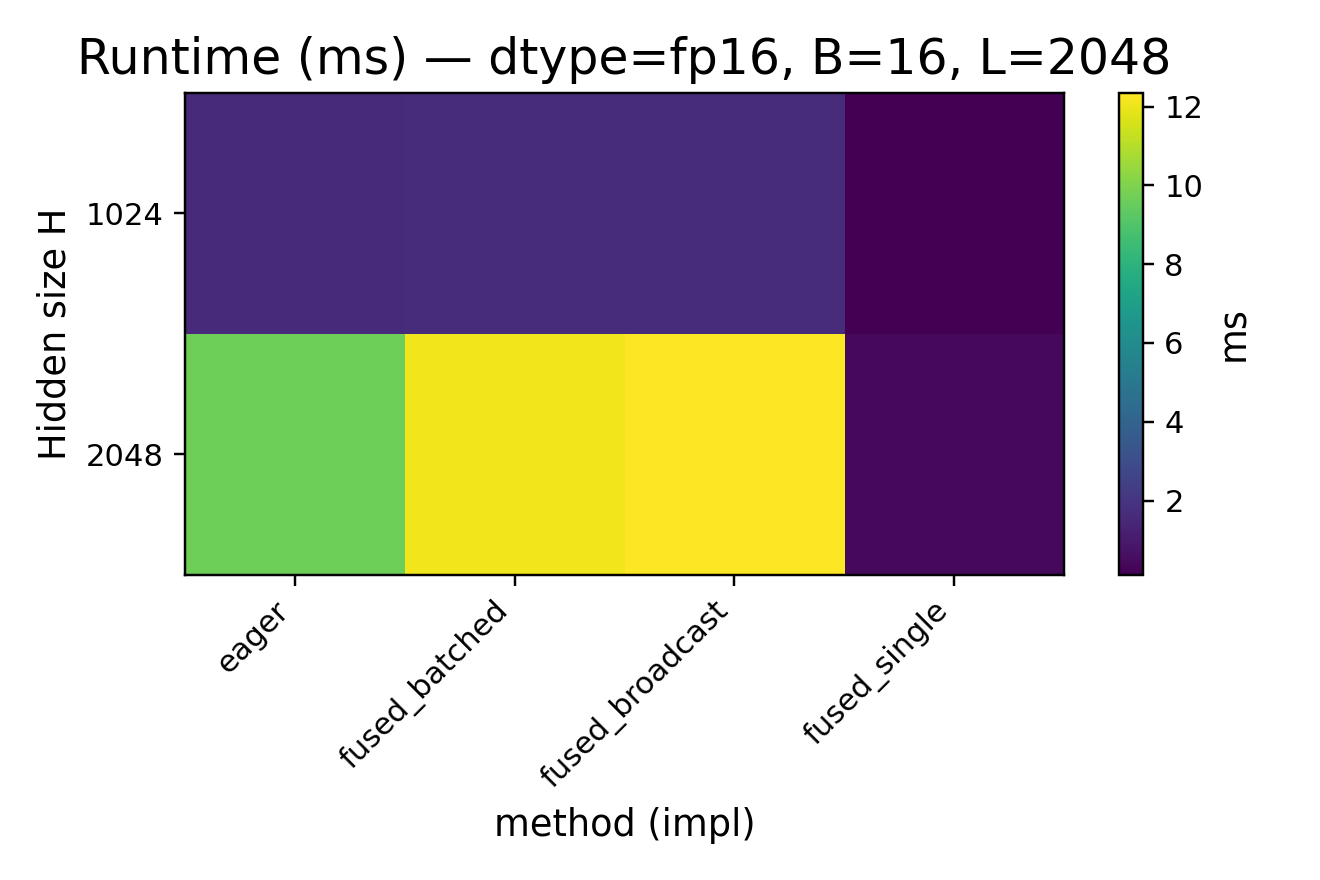 Runtime (ms) — dtype=fp16, B=16, L=2048
Hidden size H
1024
2048
eager
fused_batched
fused_broadcast
fused_single
method (impl)
12
10
8
6
4
2
ms